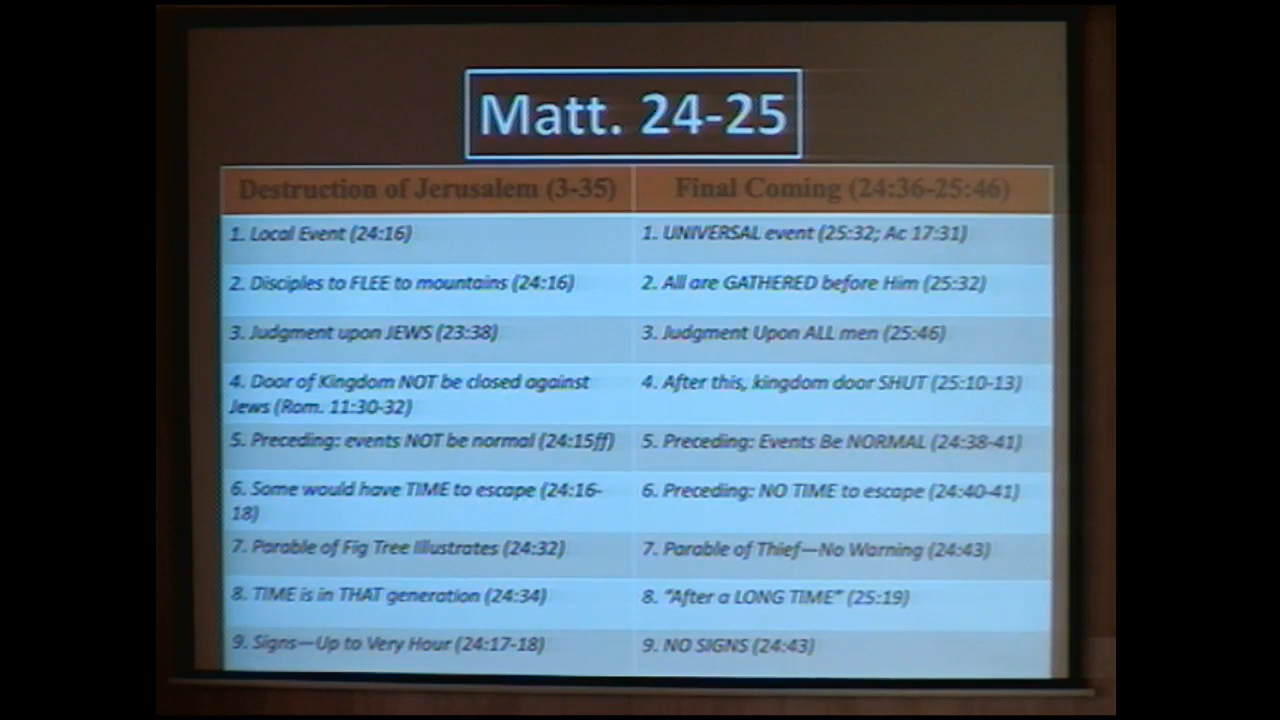 Matt. 24-25
Destruction of Jerusalem (3-35)
Final Coming (24:36-25:46)
1. Local Event (24:16)
1. UNIVERSAL event (25:32; Ac 17:31)
2. Disciples to FLEE to mountains (24:16)
2. All are GATHERED before Him (25:32)
3. Judgment upon JEWS (23:38)
3. Judgment Upon ALL men (25:46)
4. Door of Kingdom NOT be closed against
Jews (Rom. 11:30-32)
4. After this, kingdom door SHUT (25:10-13)
5. Preceding: events NOT be normal (24:15ff)
5. Preceding: Events Be NORMAL (24:38-41)
6. Some would have TIME to escape (24:16-
18)
6. Preceding: NO TIME to escape (24:40-41)
7. Parable of Fig Tree Illustrates (24:32)
7. Parable of Thief—No Warning (24:43)
8. TIME is in THAT generation (24:34)
8. "After a LONG TIME" (25:19)
9. Signs—Up to Very Hour (24:17-18)
9. NO SIGNS (24:43)